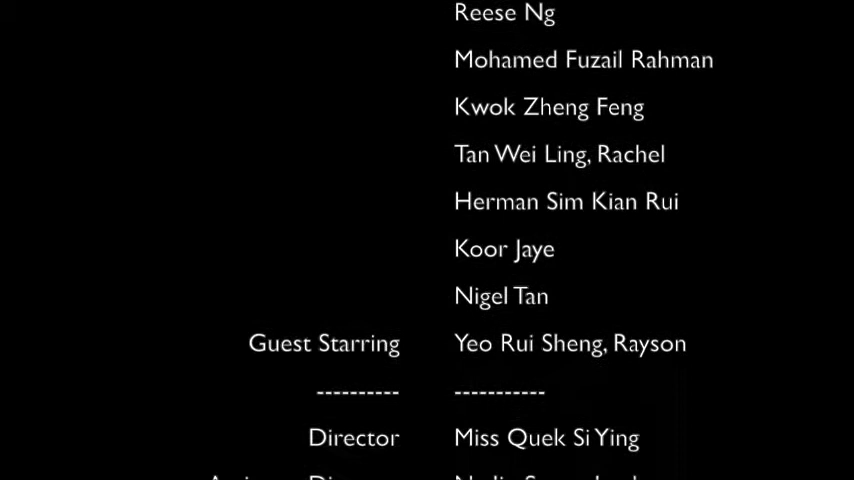 Reese Ng
Mohamed Fuzail Rahman
Kwok Zheng Feng
Tan Wei Ling, Rachel
Herman Sim Kian Rui
Koor Jaye
Nigel Tan
Guest Starring Yeo Rui Sheng, Rayson
---------- -----------
Director Miss Quek Si Ying